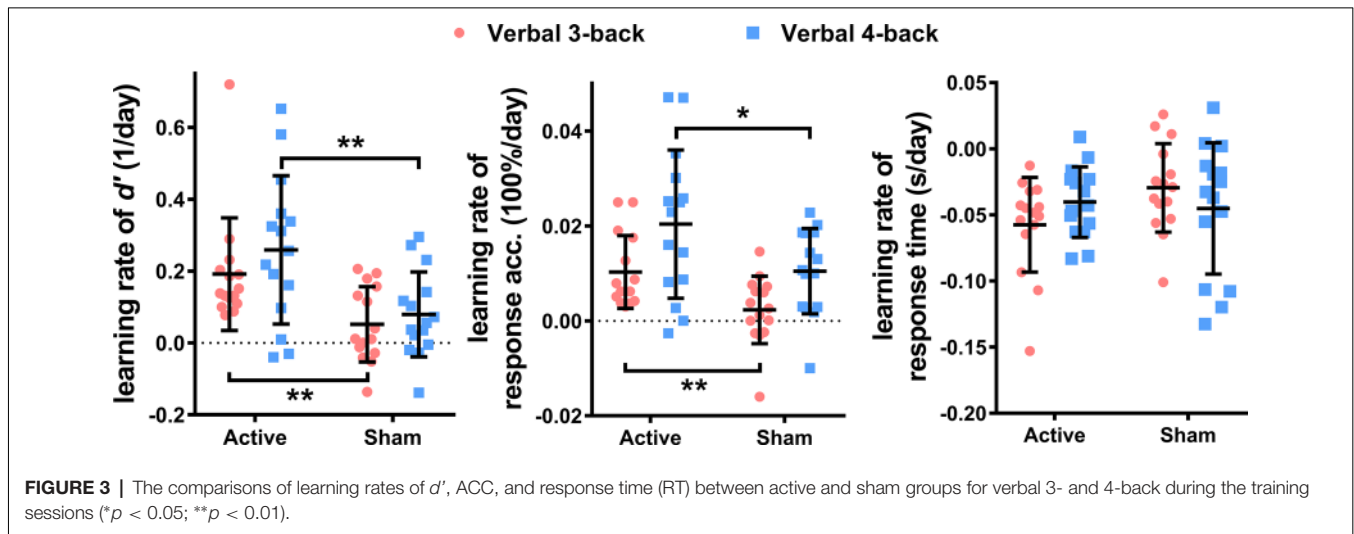 Verbal 3-back
Verbal 4-back
learning rate of d' (1/day)
0.6
0.4
0.2
0.0
-0.2
**
**
Active
Sham
learning rate of
response acc. (100%/day)
0.04
0.02
0.00
-0.02
*
**
Active
Sham
learning rate of
response time (s/day)
0.05
0.00
-0.05
-0.10
-0.15
-0.20
Active
Sham
FIGURE 3 | The comparisons of learning rates of d', ACC, and response time (RT) between active and sham groups for verbal 3- and 4-back during the training
sessions (*p < 0.05; **p < 0.01).